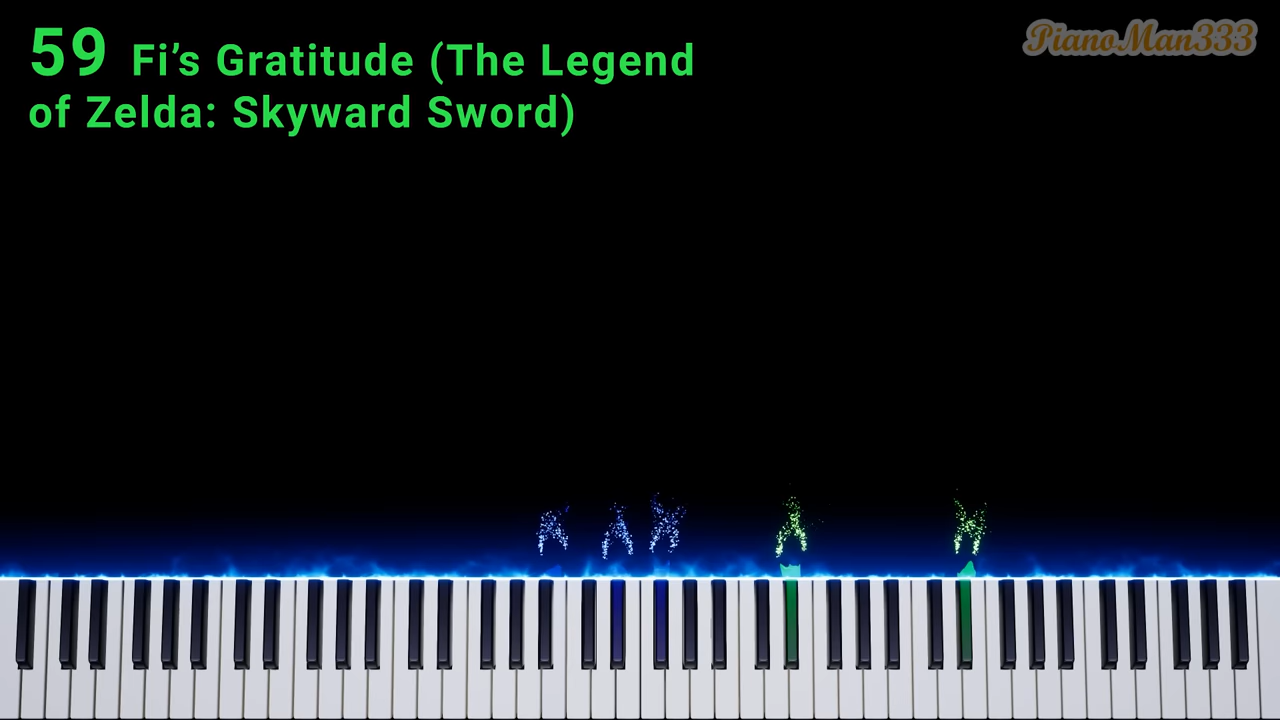 59 Fi’s Gratitude (The Legend
of Zelda: Skyward Sword)
PianoMan333